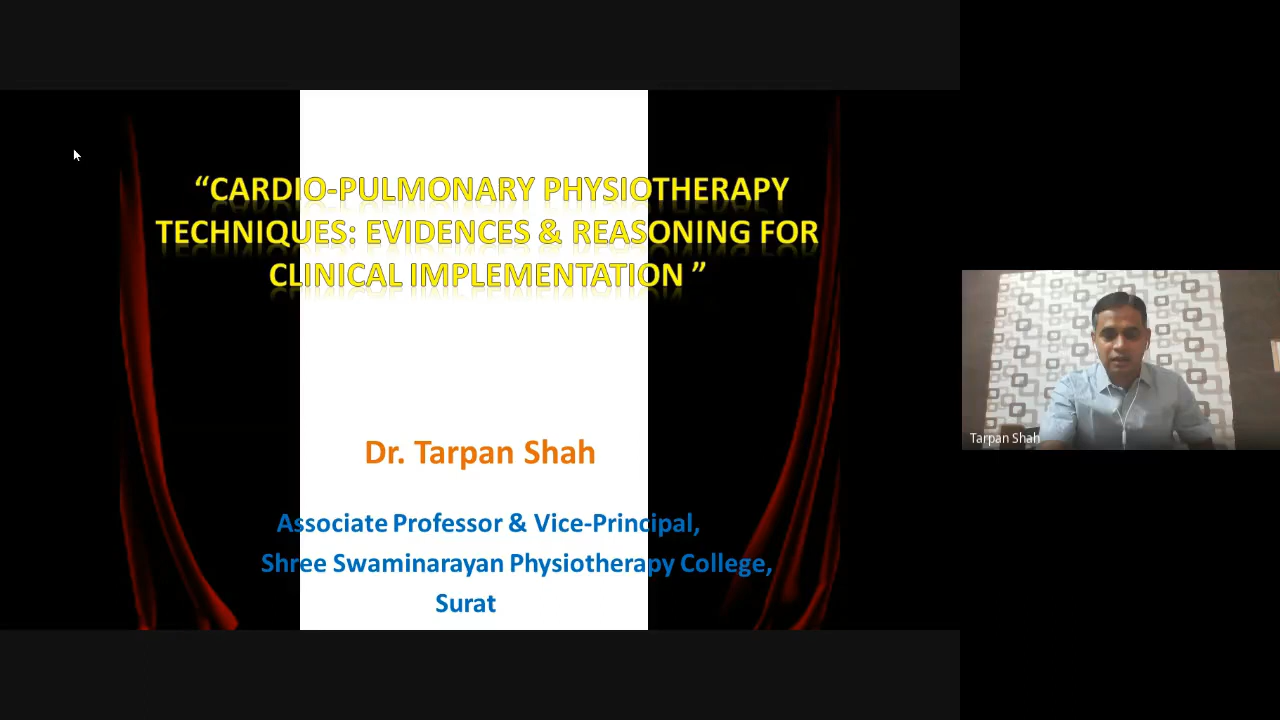 “CARDIO-PULMONARY PHYSIOTHERAPY
TECHNIQUES: EVIDENCES & REASONING FOR
CLINICAL IMPLEMENTATION ”
Dr. Tarpan Shah
Associate Professor & Vice-Principal,
Shree Swaminarayan Physiotherapy College,
Surat
Tarpan Shah